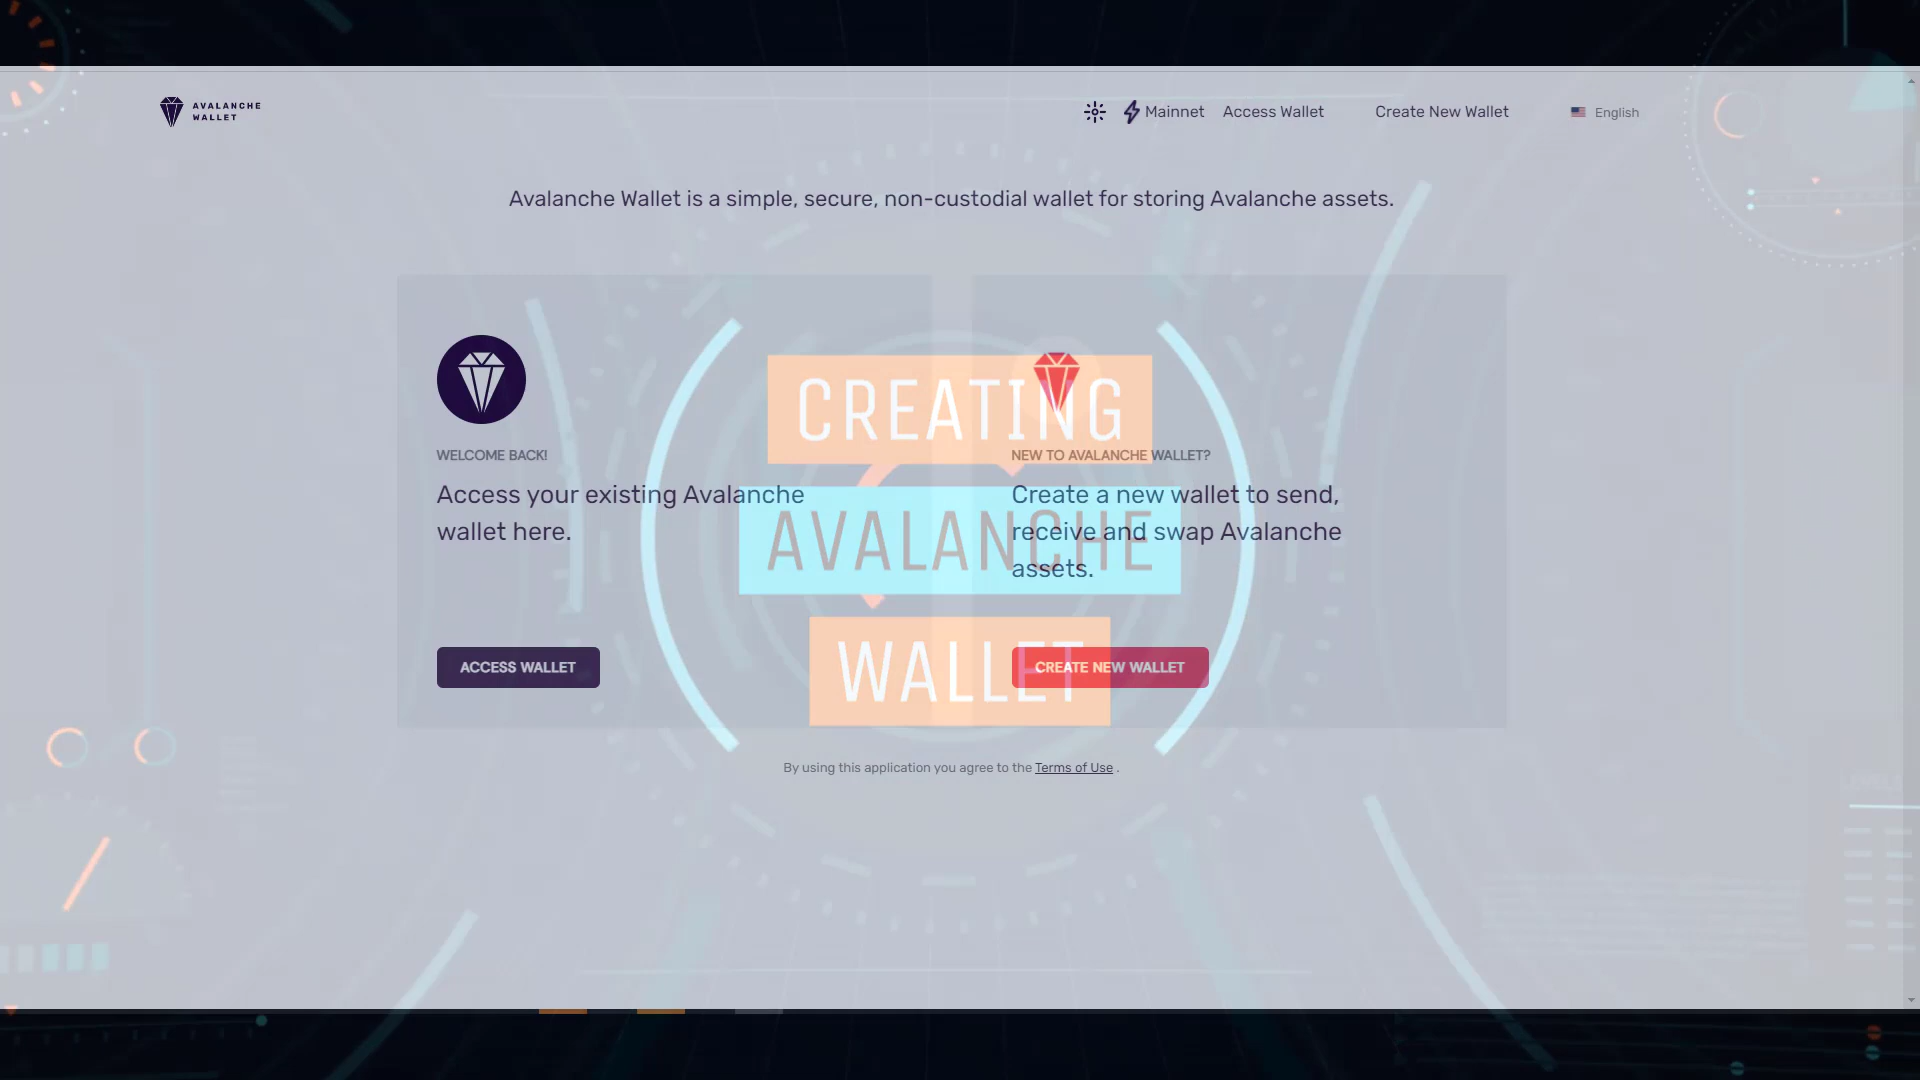 AVALANCHE
WALLET
Mainnet
Access Wallet
Create New Wallet
English
Avalanche Wallet is a simple, secure, non-custodial wallet for storing Avalanche assets.
CREATING
AVALANCHE
WALLET
WELCOME BACK!
Access your existing Avalanche
wallet here.
ACCESS WALLET
NEW TO AVALANCHE WALLET?
Create a new wallet to send,
receive and swap Avalanche
assets.
CREATE NEW WALLET
By using this application you agree to the Terms of Use .